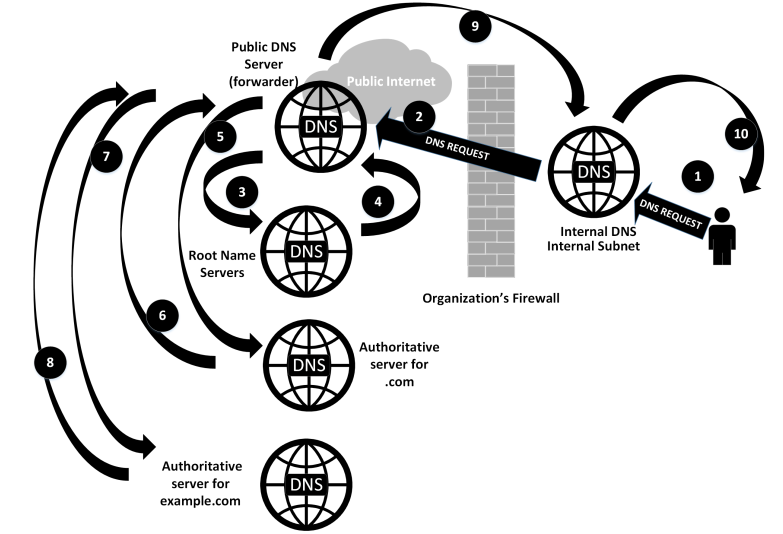 9
Public DNS
Server
(forwarder)
Public Internet
DNS
2
DNS REQUEST
5
7
3
4
10
1
DNS
DNS REQUEST
Internal DNS
Internal Subnet
Root Name
Servers
DNS
Organization's Firewall
6
8
DNS
Authoritative
server for
.com
Authoritative
server for
example.com
DNS